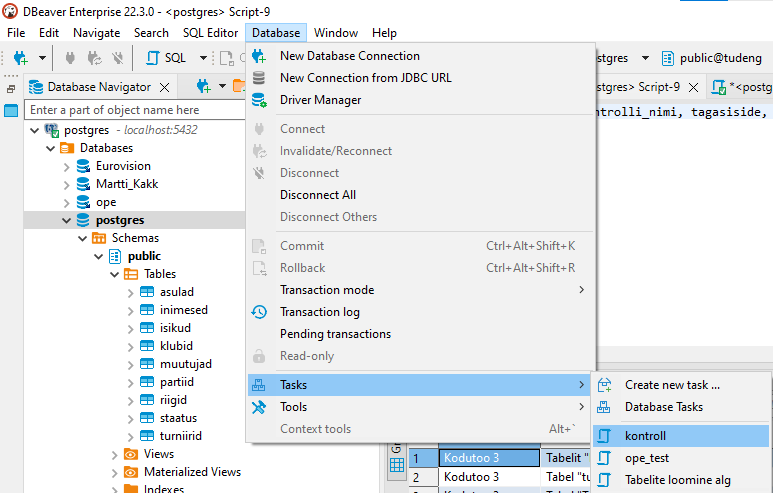 DBeaver Enterprise 22.3.0 - <postgres> Script-9
File Edit Navigate Search SQL Editor Database Window Help
SQL
stgres
public@tudeng
Database Navigator
Enter a part of object name here
postgres - localhost:5432
Databases
Eurovision
Martti_Kakk
ope
postgres
Schemas
public
Tables
asulad
inimesed
isikud
klubid
muutujad
partiid
riigid
staatus
turniirid
Views
Materialized Views
Indexes
New Database Connection
New Connection from JDBC URL
Driver Manager
Connect
Invalidate/Reconnect
Disconnect
Disconnect All
Disconnect Others
Commit Ctrl+Alt+Shift+K
Rollback Ctrl+Alt+Shift+R
Transaction mode
Transaction log
Pending transactions
Read-only
Tasks
Tools
Context tools Alt+`
Create new task ...
Database Tasks
kontroll
ope_test
Tabelite loomine alg
gres> Script-9
*<postg
ntrolli_nimi, tagasiside,
1 Kodutoo 3 Tabelit "
2 Kodutoo 3 Tabel "tu